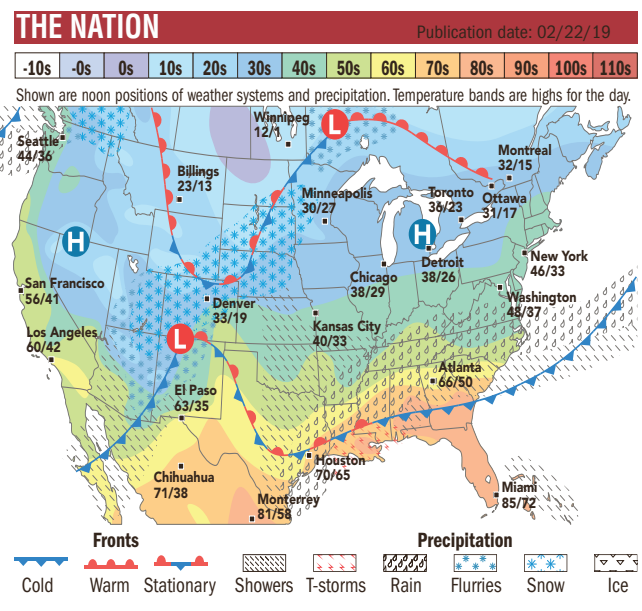 THE NATION
Publication date: 02/22/19
-10s -0s 0s 10s 20s 30s 40s 50s 60s 70s 80s 90s 100s 110s
Shown are noon positions of weather systems and precipitation. Temperature bands are highs for the day.
Winnipeg
12/1
L
Seattle
44/36
Montreal
32/15
Billings
23/13
Minneapolis
30/27
Toronto
36/23
Ottawa
31/17
H
H
New York
46/33
Detroit
38/26
Chicago
38/29
San Francisco
56/41
Washington
48/37
Denver
33/19
Kansas City
40/33
Los Angeles
60/42
L
Atlanta
66/50
El Paso
63/35
Houston
70/65
Chihuahua
71/38
Miami
85/72
Monterrey
81/58
Fronts
Precipitation
Cold Warm Stationary Showers T-storms Rain Flurries Snow Ice